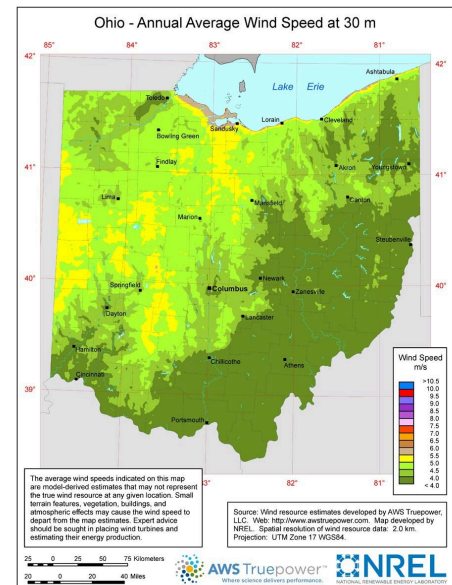 Ohio - Annual Average Wind Speed at 30 m
85° 84° 83° 82° 81°
42° 42°
Ashtabula
Lake Erie
Toledo
Sandusky Lorain Cleveland
Bowling Green
41° Findlay Akron Youngstown 41°
Lima Mansfield Canton
Marion
Steubenville
40° Newark 40°
Springfield Columbus Zanesville
Dayton Lancaster
Hamilton Chillicothe Athens
Cincinnati
39° 39°
Portsmouth
83° 82° 81°
Wind Speed
m/s
>10.5
10.0
9.5
9.0
8.5
8.0
7.5
7.0
6.5
6.0
5.5
5.0
4.5
4.0
< 4.0
The average wind speeds indicated on this map
are model-derived estimates that may not represent
the true wind resource at any given location. Small
terrain features, vegetation, buildings, and
atmospheric effects may cause the wind speed to
depart from the map estimates. Expert advice
should be sought in placing wind turbines and
estimating their energy production.
Source: Wind resource estimates developed by AWS Truepower,
LLC. Web: http://www.awstruepower.com. Map developed by
NREL. Spatial resolution of wind resource data: 2.0 km.
Projection: UTM Zone 17 WGS84.
25 0 25 50 75 Kilometers
20 0 20 40 Miles
AWS Truepower™
Where science delivers performance.
NREL
NATIONAL RENEWABLE ENERGY LABORATORY